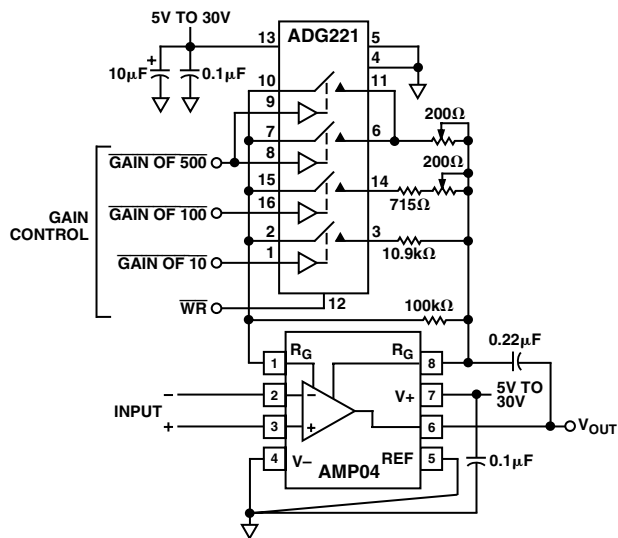 5V TO 30V
ADG221
13
5
4
10µF
+
0.1µF
10
11
9
7
6
200Ω
GAIN OF 500
8
200Ω
15
14
715Ω
GAIN
CONTROL
GAIN OF 100
16
2
3
10.9kΩ
GAIN OF 10
1
WR
12
100kΩ
0.22µF
1
RG
RG
8
INPUT
–
2
–
V+
7
5V TO
30V
+
3
+
6
VOUT
4
V–
REF
5
0.1µF
AMP04